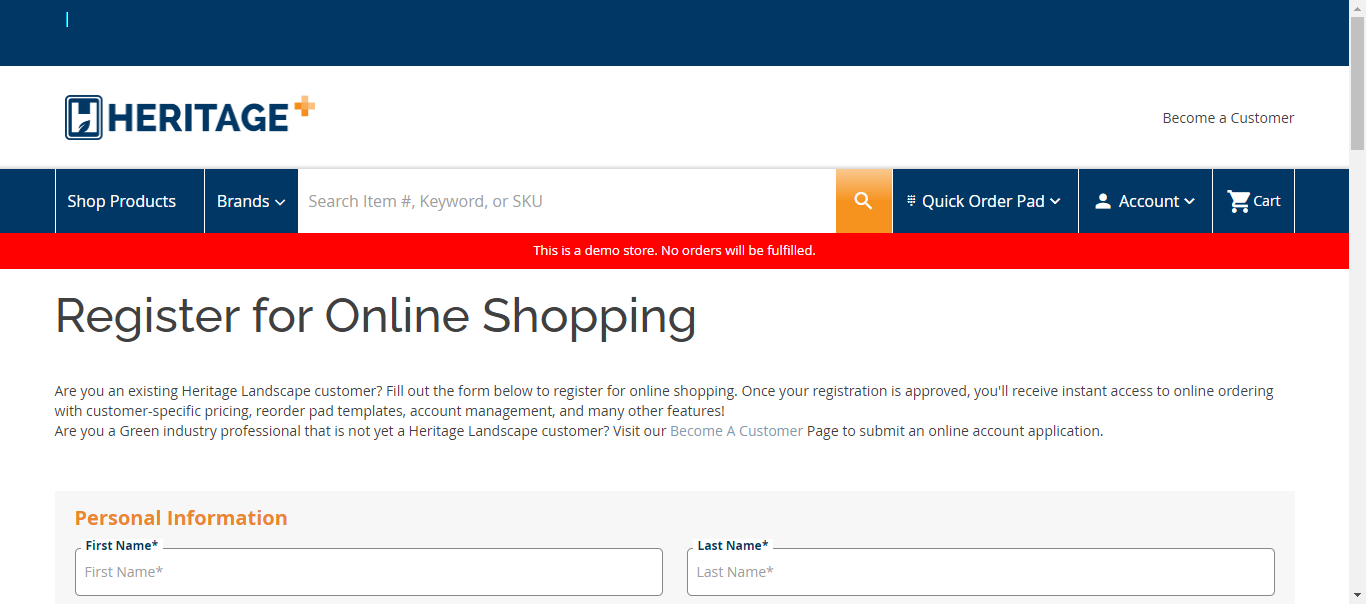 |
HERITAGE+
Become a Customer
Shop Products
Brands
Search Item #, Keyword, or SKU
Quick Order Pad
Account
Cart
This is a demo store. No orders will be fulfilled.
Register for Online Shopping
Are you an existing Heritage Landscape customer? Fill out the form below to register for online shopping. Once your registration is approved, you'll receive instant access to online ordering
with customer-specific pricing, reorder pad templates, account management, and many other features!
Are you a Green industry professional that is not yet a Heritage Landscape customer? Visit our Become A Customer Page to submit an online account application.
Personal Information
First Name*
Last Name*
First Name*
Last Name*